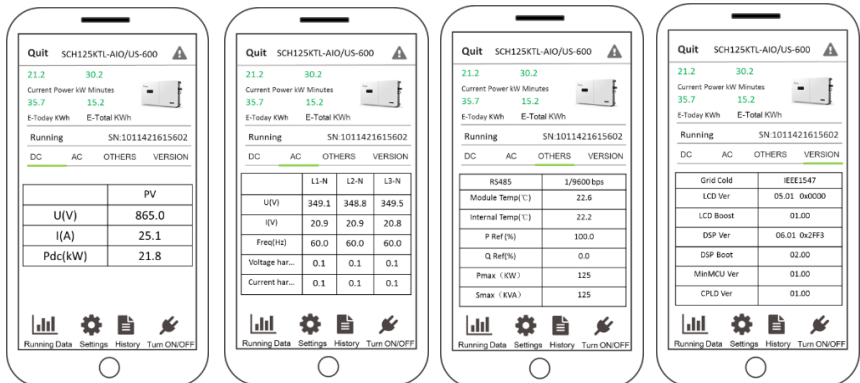 Quit SCH125KTL-AIO/US-600
21.2 30.2
Current Power kW Minutes
35.7 15.2
E-Today KWh E-Total KWh
Running SN:1011421615602
DC AC OTHERS VERSION
PV
U(V) 865.0
I(A) 25.1
Pdc(kW) 21.8
Running Data Settings History Turn ON/OFF
Quit SCH125KTL-AIO/US-600
21.2 30.2
Current Power kW Minutes
35.7 15.2
E-Today KWh E-Total KWh
Running SN:1011421615602
DC AC OTHERS VERSION
L1-N L2-N L3-N
U(V) 349.1 348.8 349.5
I(V) 20.9 20.9 20.8
Freq(Hz) 60.0 60.0 60.0
Voltage har... 0.1 0.1 0.1
Current har... 0.1 0.1 0.1
Running Data Settings History Turn ON/OFF
Quit SCH125KTL-AIO/US-600
21.2 30.2
Current Power kW Minutes
35.7 15.2
E-Today KWh E-Total KWh
Running SN:1011421615602
DC AC OTHERS VERSION
RS485 1/9600 bps
Module Temp(℃) 22.6
Internal Temp(℃) 22.2
P Ref (%) 100.0
Q Ref(%) 0.0
Pmax (KW) 125
Smax (KVA) 125
Running Data Settings History Turn ON/OFF
Quit SCH125KTL-AIO/US-600
21.2 30.2
Current Power kW Minutes
35.7 15.2
E-Today KWh E-Total KWh
Running SN:1011421615602
DC AC OTHERS VERSION
Grid Cold IEEE1547
LCD Ver 05.01 0x0000
LCD Boost 01.00
DSP Ver 06.01 0x2FF3
DSP Boot 02.00
MinMCU Ver 01.00
CPLD Ver 01.00
Running Data Settings History Turn ON/OFF